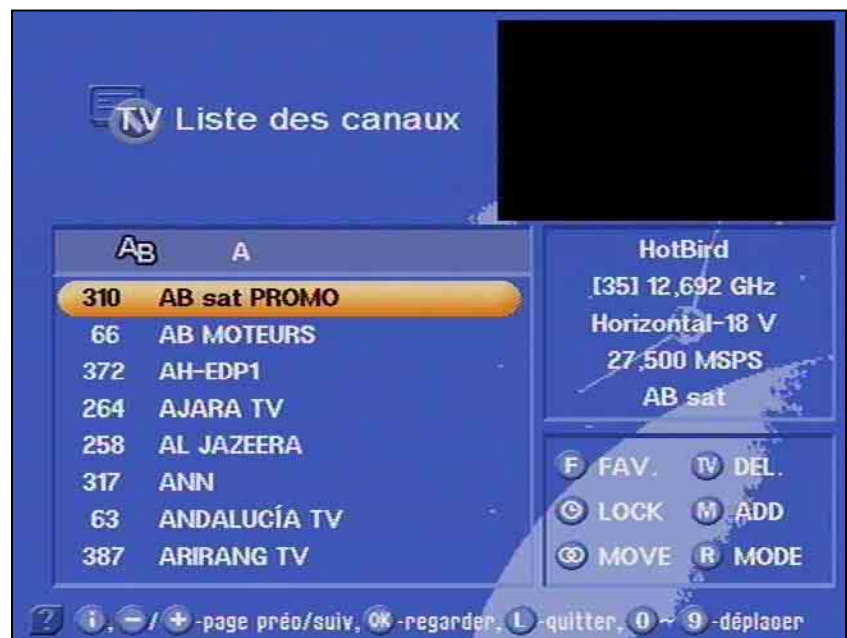 TV Liste des canaux
AB A
310 AB sat PROMO
66 AB MOTEURS
372 AH-EDP1
264 AJARA TV
258 AL JAZEERA
317 ANN
63 ANDALUCÍA TV
387 ARIRANG TV
HotBird
[35] 12,692 GHz
Horizontal-18 V
27,500 MSPS
AB sat
F FAV. TV DEL.
LOCK M ADD
MOVE R MODE
? i, - / + -page préc/suiv, OK -regarder, L -quitter, 0 ~ 9 -déplacer